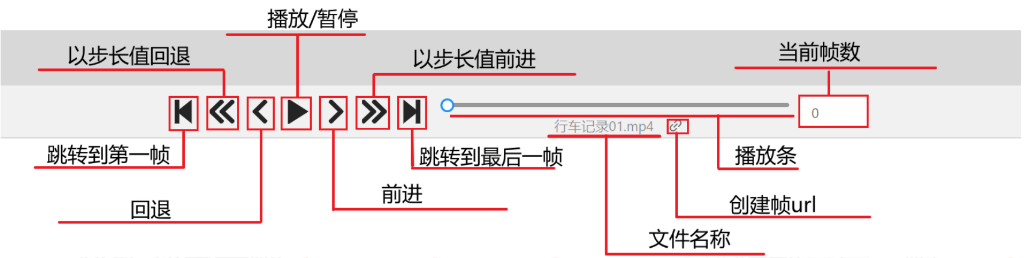 播放/暂停
以步长值回退
以步长值前进
当前帧数
0
行车记录01.mp4
跳转到第一帧
跳转到最后一帧
播放条
回退
前进
创建帧url
文件名称